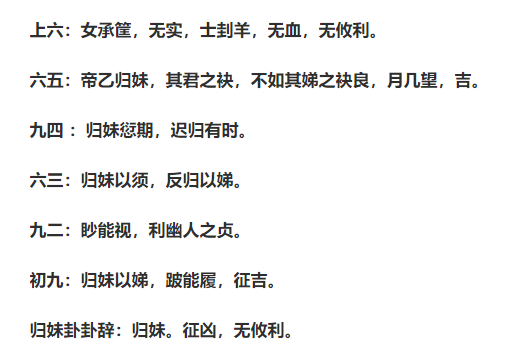 上六：女承筐，无实，士刲羊，无血，无攸利。
六五：帝乙归妹，其君之袂，不如其娣之袂良，月几望，吉。
九四 ：归妹愆期，迟归有时。
六三：归妹以须，反归以娣。
九二：眇能视，利幽人之贞。
初九：归妹以娣，跛能履，征吉。
归妹卦卦辞：归妹。征凶，无攸利。